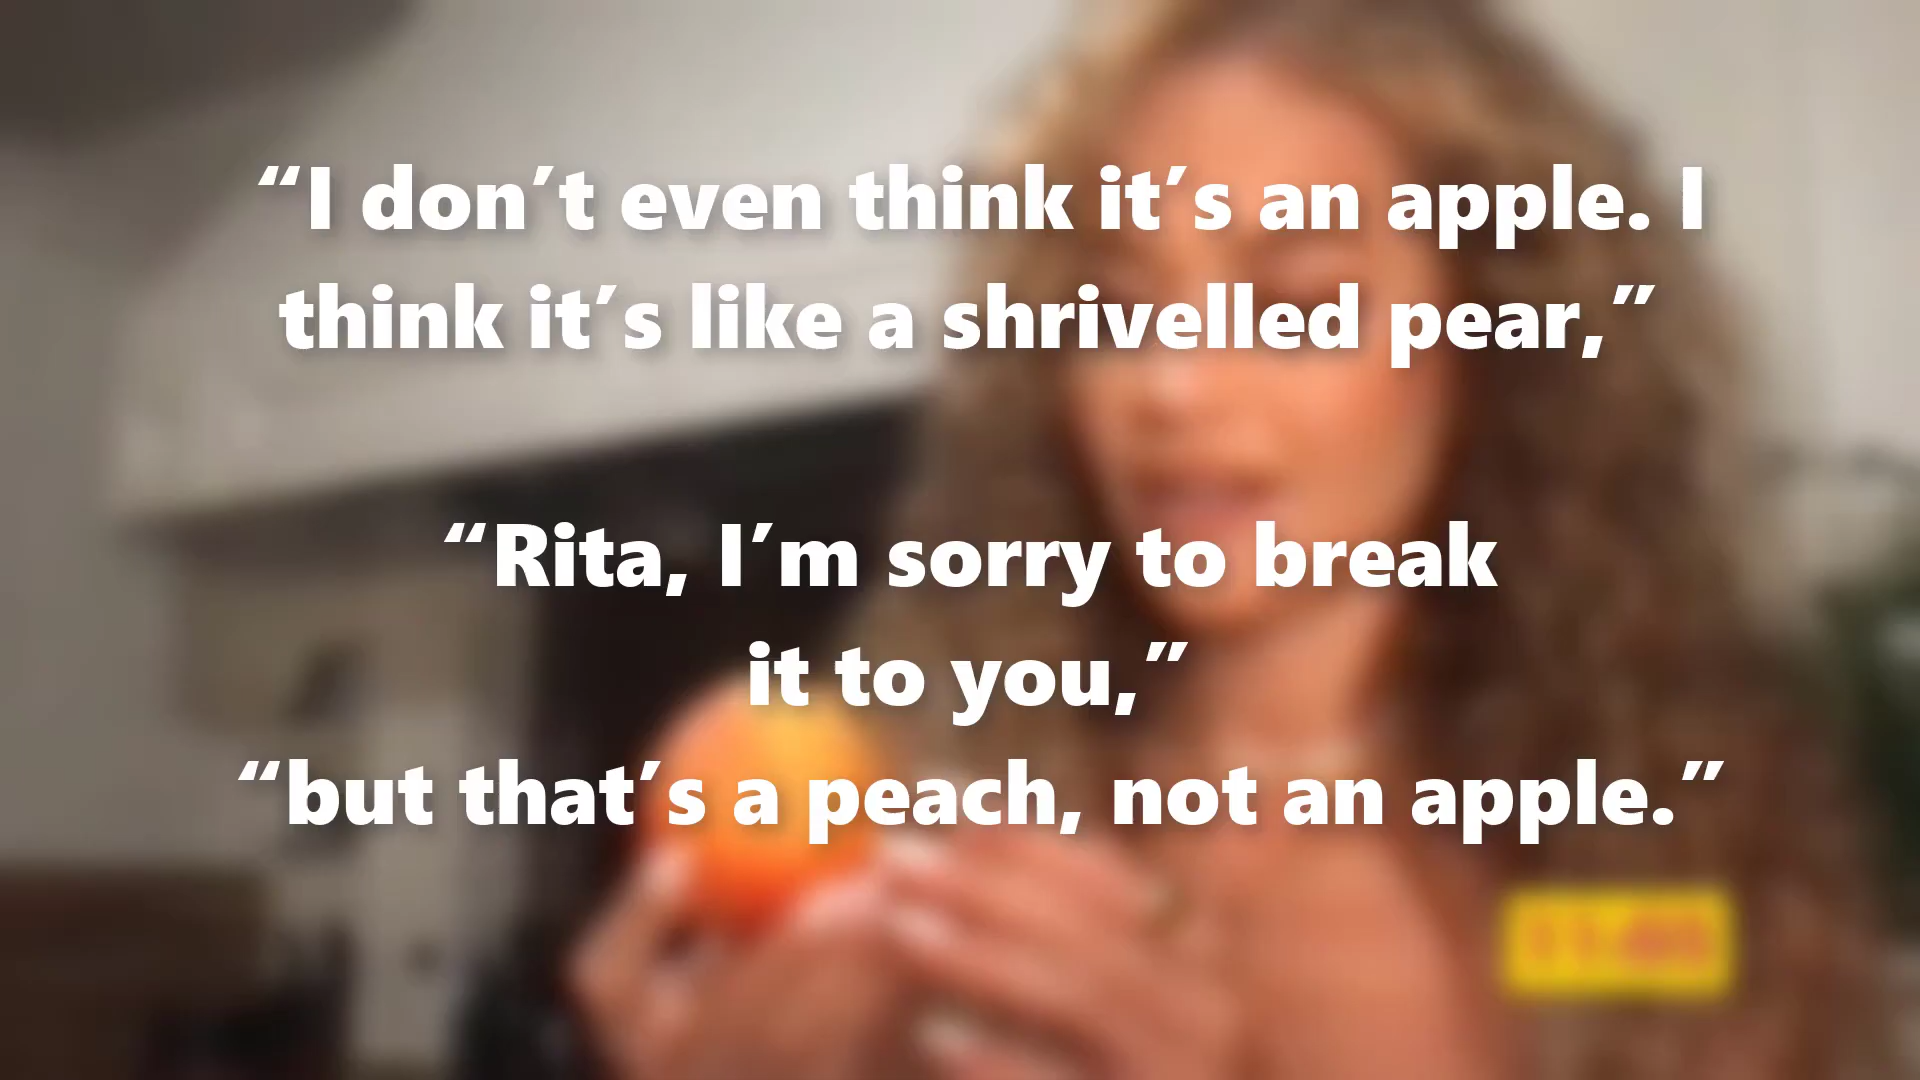 “I don’t even think it’s an apple. I
think it’s like a shrivelled pear,”
“Rita, I’m sorry to break
it to you,”
“but that’s a peach, not an apple.”